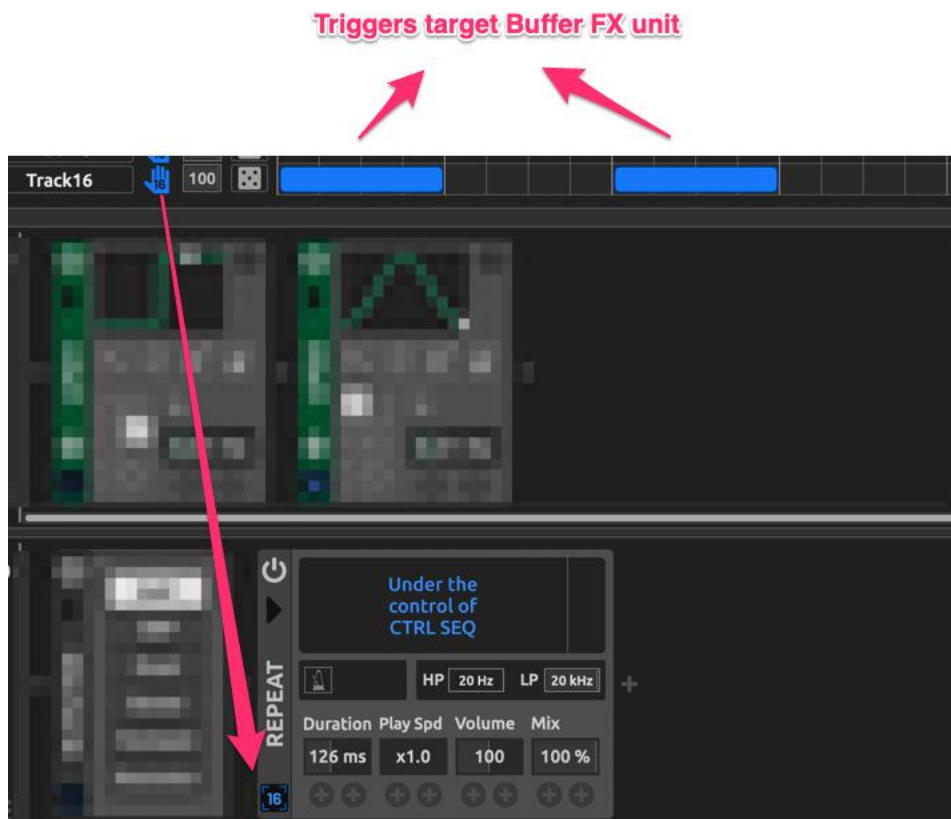 Triggers target Buffer FX unit
Track16
16
100
Under the
control of
CTRL SEQ
REPEAT
HP 20 Hz LP 20 kHz
Duration Play Spd Volume Mix
126 ms x1.0 100 100 %
16